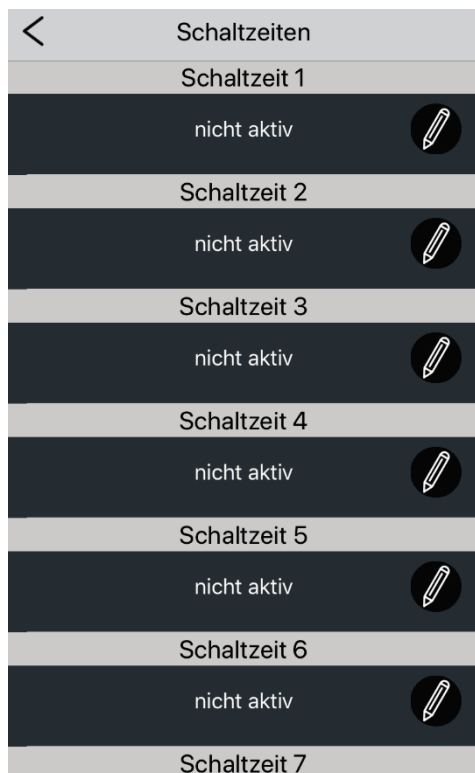 Schaltzeiten
Schaltzeit 1
nicht aktiv
Schaltzeit 2
nicht aktiv
Schaltzeit 3
nicht aktiv
Schaltzeit 4
nicht aktiv
Schaltzeit 5
nicht aktiv
Schaltzeit 6
nicht aktiv
Schaltzeit 7